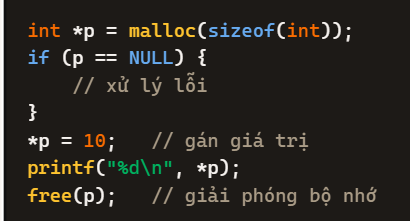 int *p = malloc(sizeof(int));
if (p == NULL) {
    // xử lý lỗi
}
*p = 10;   // gán giá trị
printf("%d\n", *p);
free(p);   // giải phóng bộ nhớ